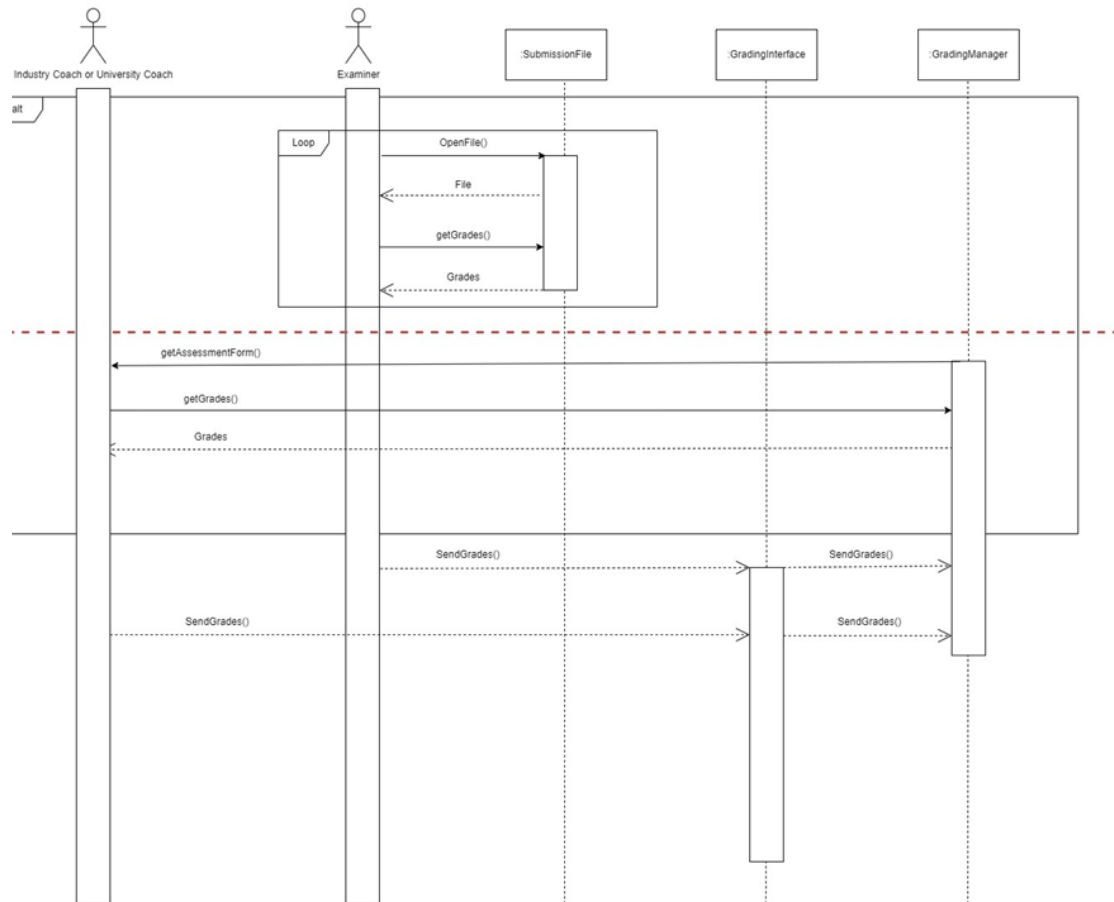 Industry Coach or University Coach
Examiner
:SubmissionFile
:GradingInterface
:GradingManager
alt
Loop
OpenFile()
File
getGrades()
Grades
getAssessmentForm()
getGrades()
Grades
SendGrades()
SendGrades()
SendGrades()
SendGrades()